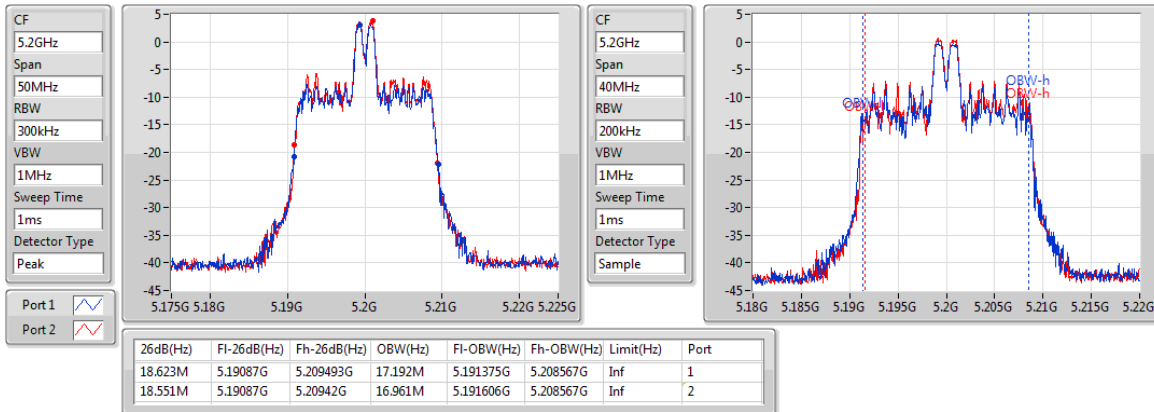 CF
5.2GHz
Span
50MHz
RBW
300kHz
VBW
1MHz
Sweep Time
1ms
Detector Type
Peak
Port 1
Port 2
5
0
-5
-10
-15
-20
-25
-30
-35
-40
-45
5.175G 5.18G 5.19G 5.2G 5.21G 5.22G 5.225G
CF
5.2GHz
Span
40MHz
RBW
200kHz
VBW
1MHz
Sweep Time
1ms
Detector Type
Sample
5
0
-5
-10
-15
-20
-25
-30
-35
-40
-45
OBW-h
OBW-h
5.18G 5.185G 5.19G 5.195G 5.2G 5.205G 5.21G 5.215G 5.22G
26dB(Hz) Fl-26dB(Hz) Fh-26dB(Hz) OBW(Hz) Fl-OBW(Hz) Fh-OBW(Hz) Limit(Hz) Port
18.623M 5.19087G 5.209493G 17.192M 5.191375G 5.208567G Inf 1
18.551M 5.19087G 5.20942G 16.961M 5.191606G 5.208567G Inf 2